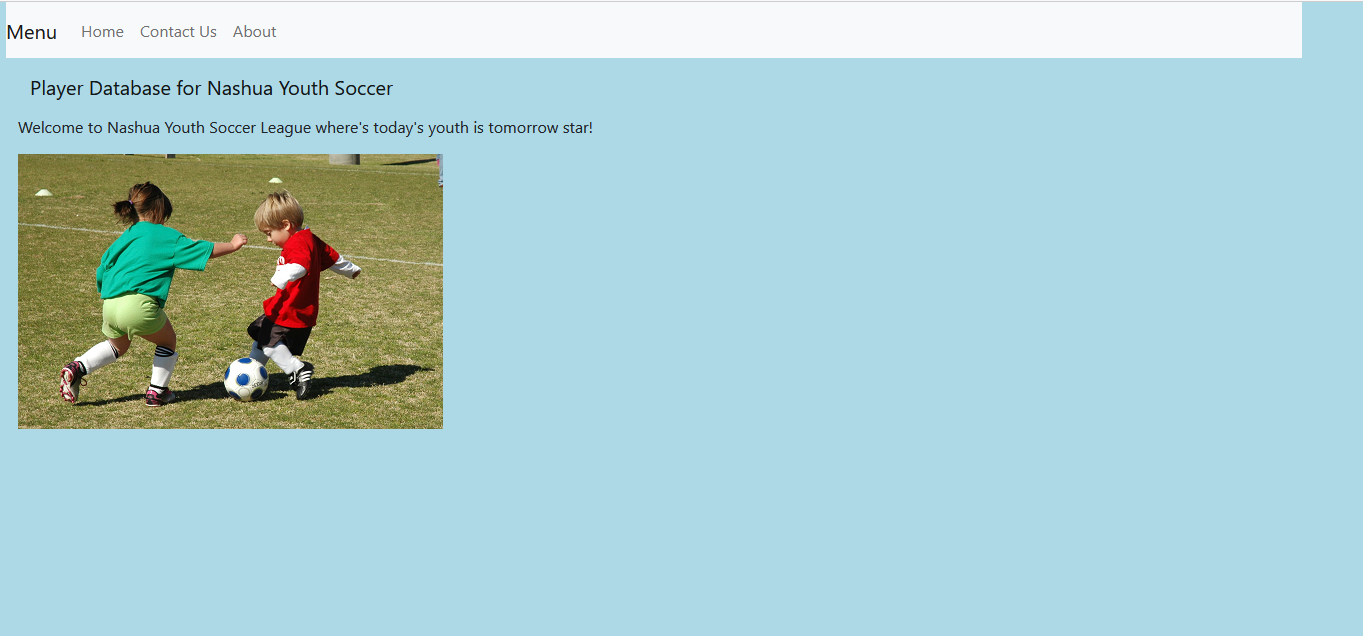 Menu Home Contact Us About
Player Database for Nashua Youth Soccer
Welcome to Nashua Youth Soccer League where's today's youth is tomorrow star!